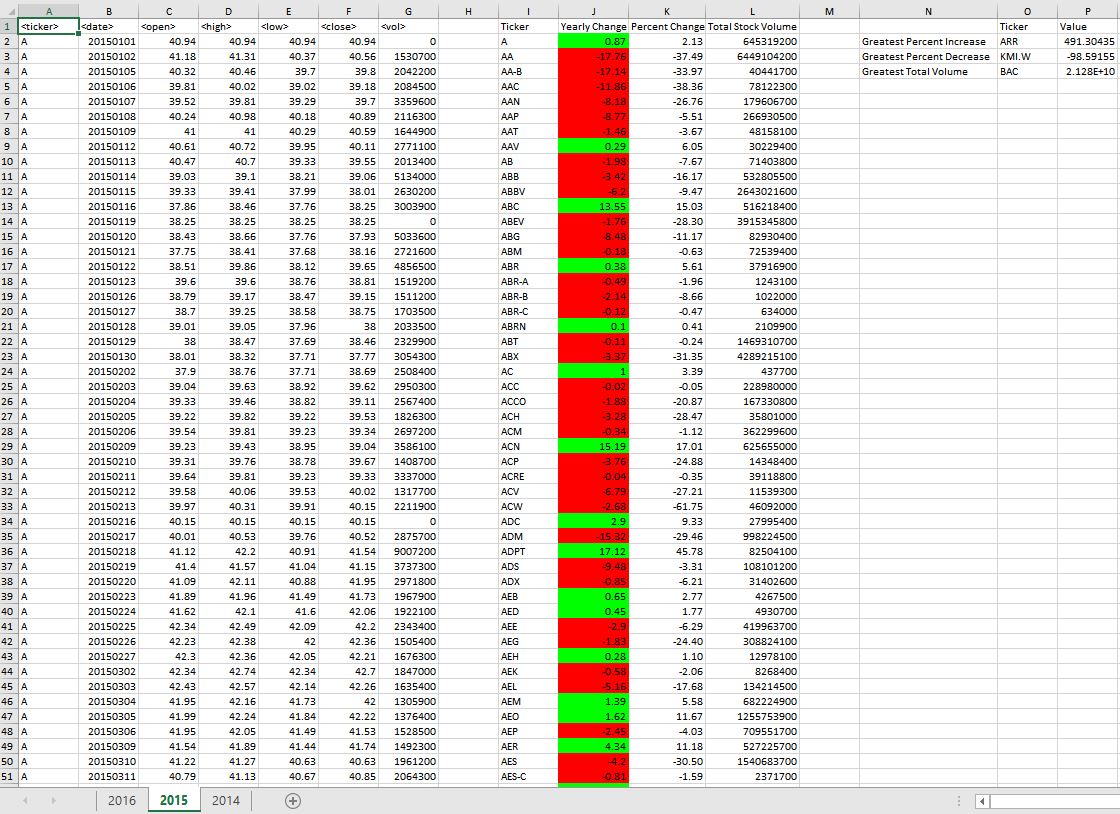 A B C D E F G H I J K L M N O P
1 <ticker> <date> <open> <high> <low> <close> <vol> Ticker Yearly Change Percent Change Total Stock Volume Ticker Value
2 A 20150101 40.94 40.94 40.94 40.94 0 A 0.87 2.13 645319200 Greatest Percent Increase ARR 491.30435
3 A 20150102 41.18 41.31 40.37 40.56 1530700 AA -17.76 -37.49 6449104200 Greatest Percent Decrease KMI.W -98.59155
4 A 20150105 40.32 40.46 39.7 39.8 2042200 AA-B -17.14 -33.97 40441700 Greatest Total Volume BAC 2.128E+10
5 A 20150106 39.81 40.02 39.02 39.18 2084500 AAC -11.86 -38.36 78122300
6 A 20150107 39.52 39.81 39.29 39.7 3359600 AAN -8.18 -26.76 179606700
7 A 20150108 40.24 40.98 40.18 40.89 2116300 AAP -8.77 -5.51 266930500
8 A 20150109 41 41 40.29 40.59 1644900 AAT -1.46 -3.67 48158100
9 A 20150112 40.61 40.72 39.95 40.11 2771100 AAV 0.29 6.05 30229400
10 A 20150113 40.47 40.7 39.33 39.55 2013400 AB -1.98 -7.67 71403800
11 A 20150114 39.03 39.1 38.21 39.06 5134000 ABB -3.42 -16.17 532805500
12 A 20150115 39.33 39.41 37.99 38.01 2630200 ABBV -6.2 -9.47 2643021600
13 A 20150116 37.86 38.46 37.76 38.25 3003900 ABC 13.55 15.03 516218400
14 A 20150119 38.25 38.25 38.25 38.25 0 ABEV -1.76 -28.30 3915345800
15 A 20150120 38.43 38.66 37.76 37.93 5033600 ABG -8.48 -11.17 82930400
16 A 20150121 37.75 38.41 37.68 38.16 2721600 ABM -0.18 -0.63 72539400
17 A 20150122 38.51 39.86 38.12 39.65 4856500 ABR 0.38 5.61 37916900
18 A 20150123 39.6 39.6 38.76 38.81 1519200 ABR-A -0.49 -1.96 1243100
19 A 20150126 38.79 39.17 38.47 39.15 1511200 ABR-B -2.14 -8.66 1022000
20 A 20150127 38.7 39.25 38.58 38.75 1703500 ABR-C -0.12 -0.47 634000
21 A 20150128 39.01 39.05 37.96 38 2033500 ABRN 0.1 0.41 2109900
22 A 20150129 38 38.47 37.69 38.46 2329900 ABT -0.11 -0.24 1469310700
23 A 20150130 38.01 38.32 37.71 37.77 3054300 ABX -3.37 -31.35 4289215100
24 A 20150202 37.9 38.76 37.71 38.69 2508400 AC 1 3.39 437700
25 A 20150203 39.04 39.63 38.92 39.62 2950300 ACC -0.02 -0.05 228980000
26 A 20150204 39.33 39.46 38.82 39.11 2567400 ACCO -1.88 -20.87 167330800
27 A 20150205 39.22 39.82 39.22 39.53 1826300 ACH -3.28 -28.47 35801000
28 A 20150206 39.54 39.81 39.23 39.34 2697200 ACM -0.34 -1.12 362299600
29 A 20150209 39.23 39.43 38.95 39.04 3586100 ACN 15.19 17.01 625655000
30 A 20150210 39.31 39.76 38.78 39.67 1408700 ACP -3.76 -24.88 14348400
31 A 20150211 39.64 39.81 39.23 39.33 3337000 ACRE -0.04 -0.35 39118800
32 A 20150212 39.58 40.06 39.53 40.02 1317700 ACV -6.79 -27.21 11539300
33 A 20150213 39.97 40.31 39.91 40.15 2211900 ACW -2.68 -61.75 46092000
34 A 20150216 40.15 40.15 40.15 40.15 0 ADC 2.9 9.33 27995400
35 A 20150217 40.01 40.53 39.76 40.52 2875700 ADM -15.32 -29.46 998224500
36 A 20150218 41.12 42.2 40.91 41.54 9007200 ADPT 17.12 45.78 82504100
37 A 20150219 41.4 41.57 41.04 41.15 3737300 ADS -9.48 -3.31 108101200
38 A 20150220 41.09 42.11 40.88 41.95 2971800 ADX -0.85 -6.21 31402600
39 A 20150223 41.89 41.96 41.49 41.73 1967900 AEB 0.65 2.77 4267500
40 A 20150224 41.62 42.1 41.6 42.06 1922100 AED 0.45 1.77 4930700
41 A 20150225 42.34 42.49 42.09 42.2 2343400 AEE -2.9 -6.29 419963700
42 A 20150226 42.23 42.38 42 42.36 1505400 AEG -1.83 -24.40 308824100
43 A 20150227 42.3 42.36 42.05 42.21 1676300 AEH 0.28 1.10 12978100
44 A 20150302 42.34 42.74 42.34 42.7 1847000 AEK -0.58 -2.06 8268400
45 A 20150303 42.43 42.57 42.14 42.26 1635400 AEL -5.16 -17.68 134214500
46 A 20150304 41.95 42.16 41.73 42 1305900 AEM 1.39 5.58 682224900
47 A 20150305 41.99 42.24 41.84 42.22 1376400 AEO 1.62 11.67 1255753900
48 A 20150306 41.95 42.05 41.49 41.53 1528500 AEP -2.45 -4.03 709551700
49 A 20150309 41.54 41.89 41.44 41.74 1492300 AER 4.34 11.18 527225700
50 A 20150310 41.22 41.27 40.63 40.63 1961200 AES -4.2 -30.50 1540683700
51 A 20150311 40.79 41.13 40.67 40.85 2064300 AES-C -0.81 -1.59 2371700
2016 2015 2014